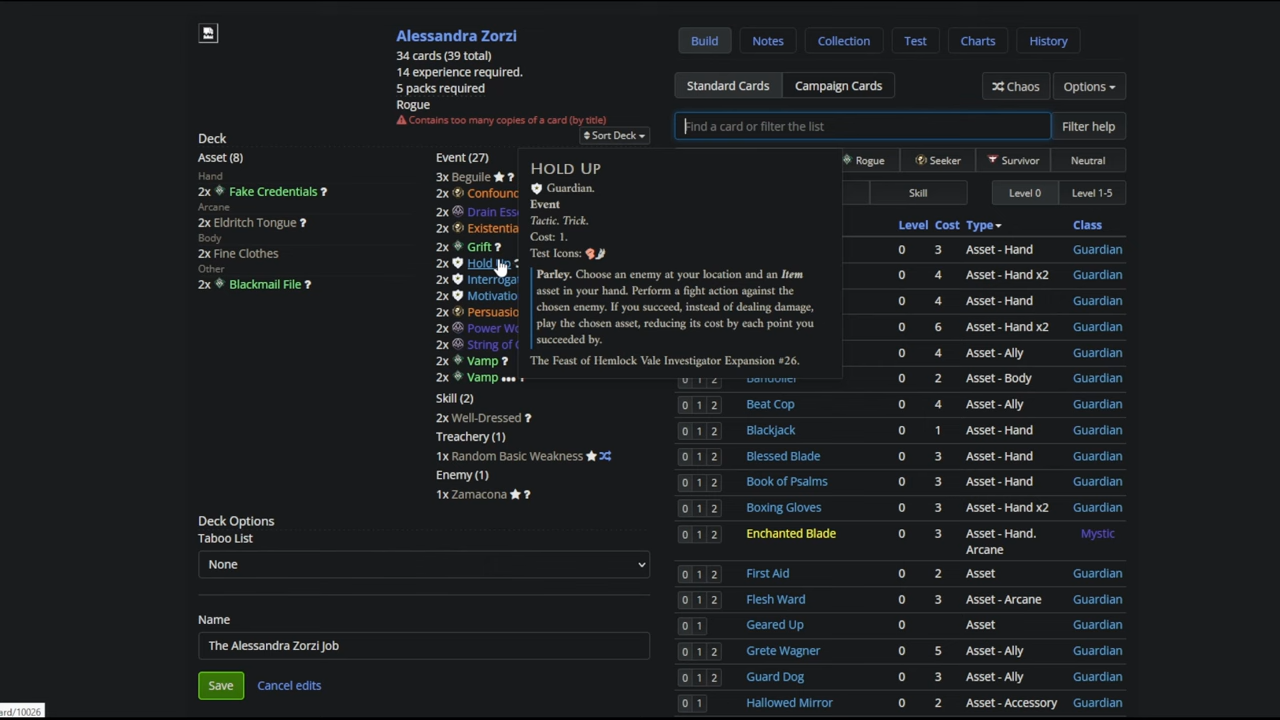 Alessandra Zorzi
34 cards (39 total)
14 experience required.
5 packs required
Rogue
Contains too many copies of a card (by title)
Sort Deck
Deck
Asset (8)
Hand
2x Fake Credentials ?
Arcane
2x Eldritch Tongue ?
Body
2x Fine Clothes
Other
2x Blackmail File ?
Event (27)
3x Beguile ★ ?
2x Confound
2x Drain Ess
2x Existentia
2x Grift ?
2x Hold Up
2x Interrogat
2x Motivatio
2x Persuasio
2x Power Wo
2x String of
2x Vamp ?
2x Vamp •••
Skill (2)
2x Well-Dressed ?
Treachery (1)
1x Random Basic Weakness ★
Enemy (1)
1x Zamacona ★ ?
Deck Options
Taboo List
None
Name
The Alessandra Zorzi Job
Save Cancel edits
ard/10026
HOLD UP
Guardian.
Event
Tactic. Trick.
Cost: 1.
Test Icons:
Parley. Choose an enemy at your location and an Item
asset in your hand. Perform a fight action against the
chosen enemy. If you succeed, instead of dealing damage,
play the chosen asset, reducing its cost by each point you
succeeded by.
The Feast of Hemlock Vale Investigator Expansion #26.
Build Notes Collection Test Charts History
Standard Cards Campaign Cards Chaos Options
Find a card or filter the list Filter help
Rogue Seeker Survivor Neutral
Skill Level 0 Level 1-5
Level Cost Type Class
0 3 Asset - Hand Guardian
0 4 Asset - Hand x2 Guardian
0 4 Asset - Hand Guardian
0 6 Asset - Hand x2 Guardian
0 4 Asset - Ally Guardian
0 1 2 Bandolier 0 2 Asset - Body Guardian
0 1 2 Beat Cop 0 4 Asset - Ally Guardian
0 1 2 Blackjack 0 1 Asset - Hand Guardian
0 1 2 Blessed Blade 0 3 Asset - Hand Guardian
0 1 2 Book of Psalms 0 3 Asset - Hand Guardian
0 1 2 Boxing Gloves 0 3 Asset - Hand x2 Guardian
0 1 2 Enchanted Blade 0 3 Asset - Hand. Mystic
Arcane
0 1 2 First Aid 0 2 Asset Guardian
0 1 2 Flesh Ward 0 3 Asset - Arcane Guardian
0 1 Geared Up 0 Asset Guardian
0 1 2 Grete Wagner 0 5 Asset - Ally Guardian
0 1 2 Guard Dog 0 3 Asset - Ally Guardian
0 1 Hallowed Mirror 0 2 Asset - Accessory Guardian